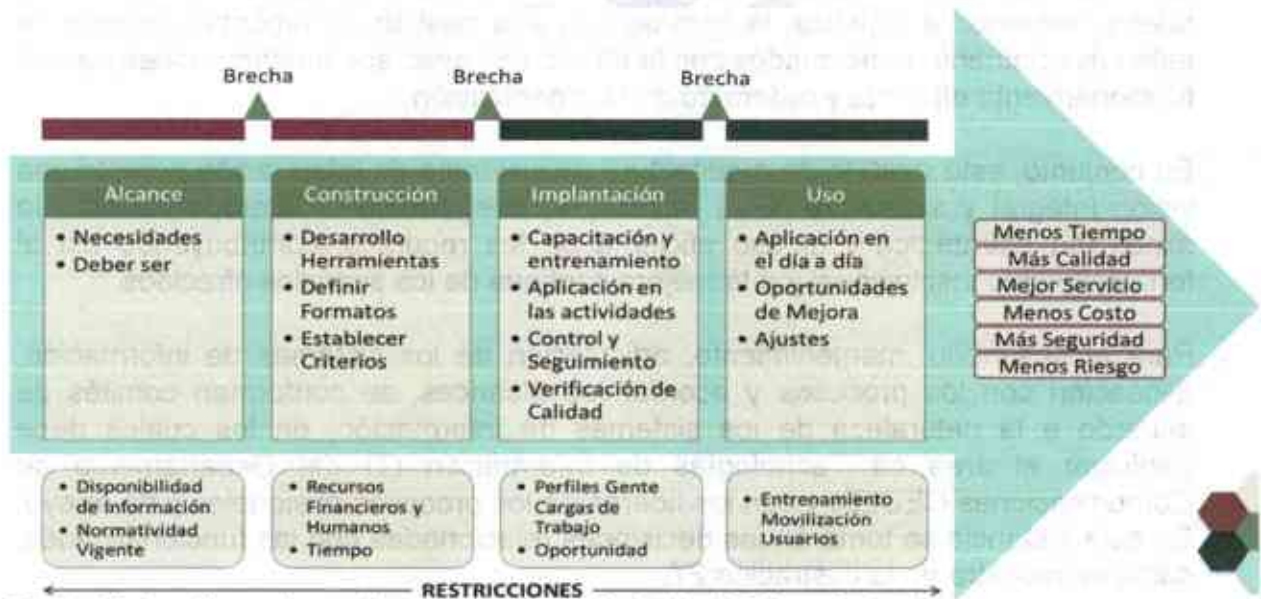 Brecha
Brecha
Brecha
Alcance
• Necesidades
• Deber ser
Construcción
• Desarrollo
Herramientas
• Definir
Formatos
• Establecer
Criterios
Implantación
• Capacitación y
entrenamiento
• Aplicación en
las actividades
• Control y
Seguimiento
• Verificación de
Calidad
Uso
• Aplicación en
el día a día
• Oportunidades
de Mejora
• Ajustes
Menos Tiempo
Más Calidad
Mejor Servicio
Menos Costo
Más Seguridad
Menos Riesgo
• Disponibilidad
de Información
• Normatividad
Vigente
• Recursos
Financieros y
Humanos
• Tiempo
• Perfiles Gente
Cargas de
Trabajo
• Oportunidad
• Entrenamiento
Movilización
Usuarios
RESTRICCIONES